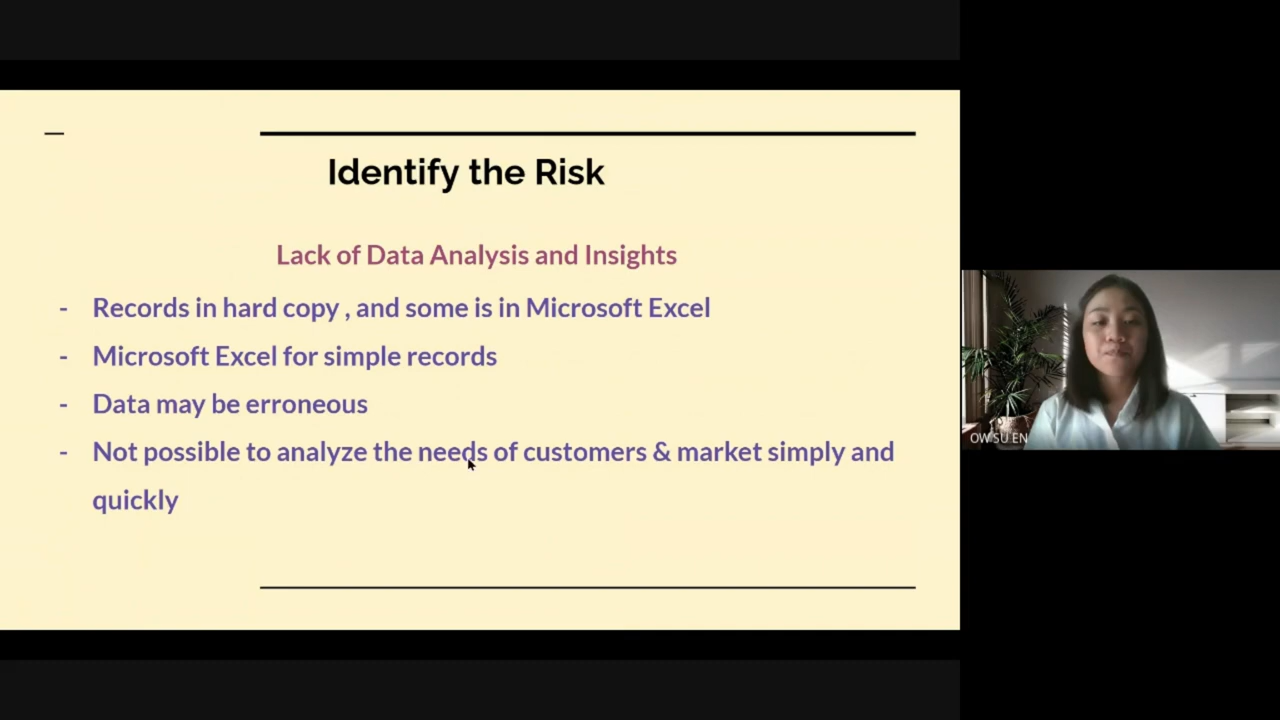 Identify the Risk
Lack of Data Analysis and Insights
- Records in hard copy , and some is in Microsoft Excel
- Microsoft Excel for simple records
- Data may be erroneous
- Not possible to analyze the needs of customers & market simply and
quickly
OW SU EN